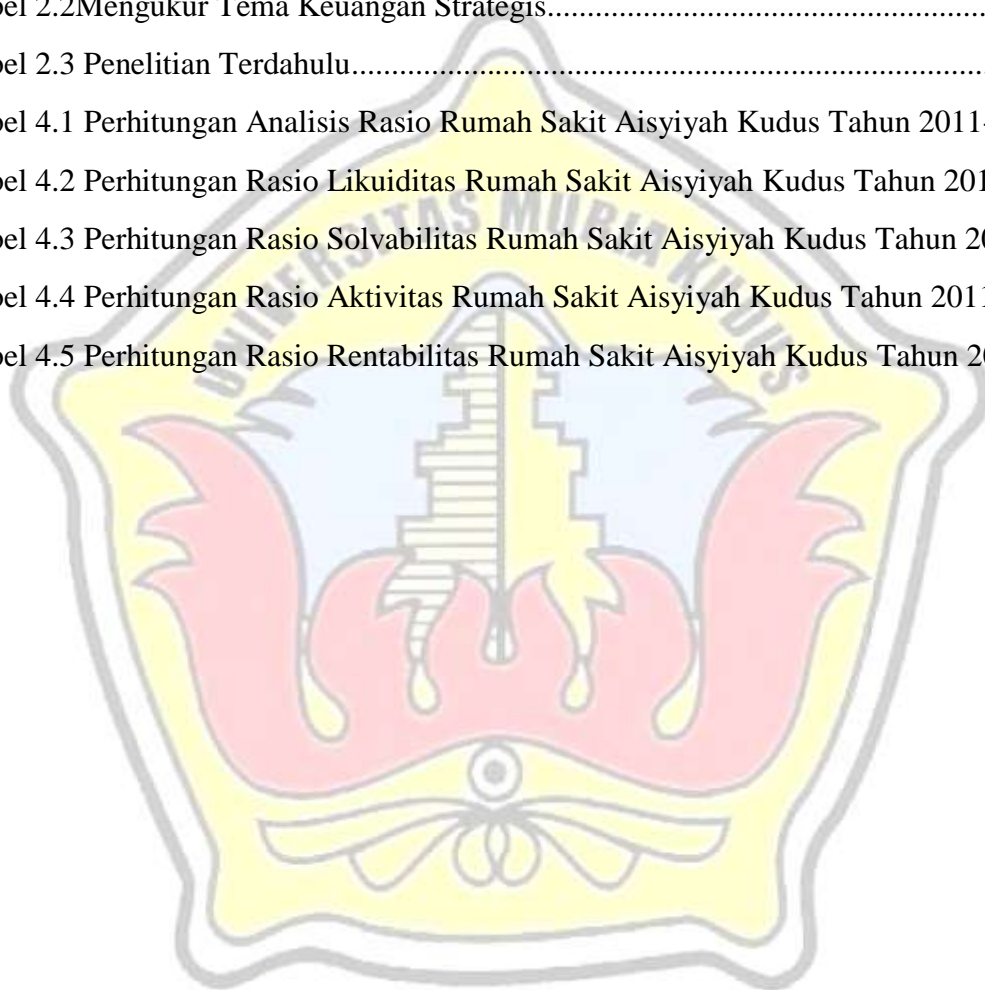 bel 2.2Mengukur Tema Keuangan Strategis..........................................................
bel 2.3 Penelitian Terdahulu..............................................................................
bel 4.1 Perhitungan Analisis Rasio Rumah Sakit Aisyiyah Kudus Tahun 2011-
bel 4.2 Perhitungan Rasio Likuiditas Rumah Sakit Aisyiyah Kudus Tahun 201
bel 4.3 Perhitungan Rasio Solvabilitas Rumah Sakit Aisyiyah Kudus Tahun 20
bel 4.4 Perhitungan Rasio Aktivitas Rumah Sakit Aisyiyah Kudus Tahun 2011
bel 4.5 Perhitungan Rasio Rentabilitas Rumah Sakit Aisyiyah Kudus Tahun 20
UNIVERSITAS MURIA KUDUS